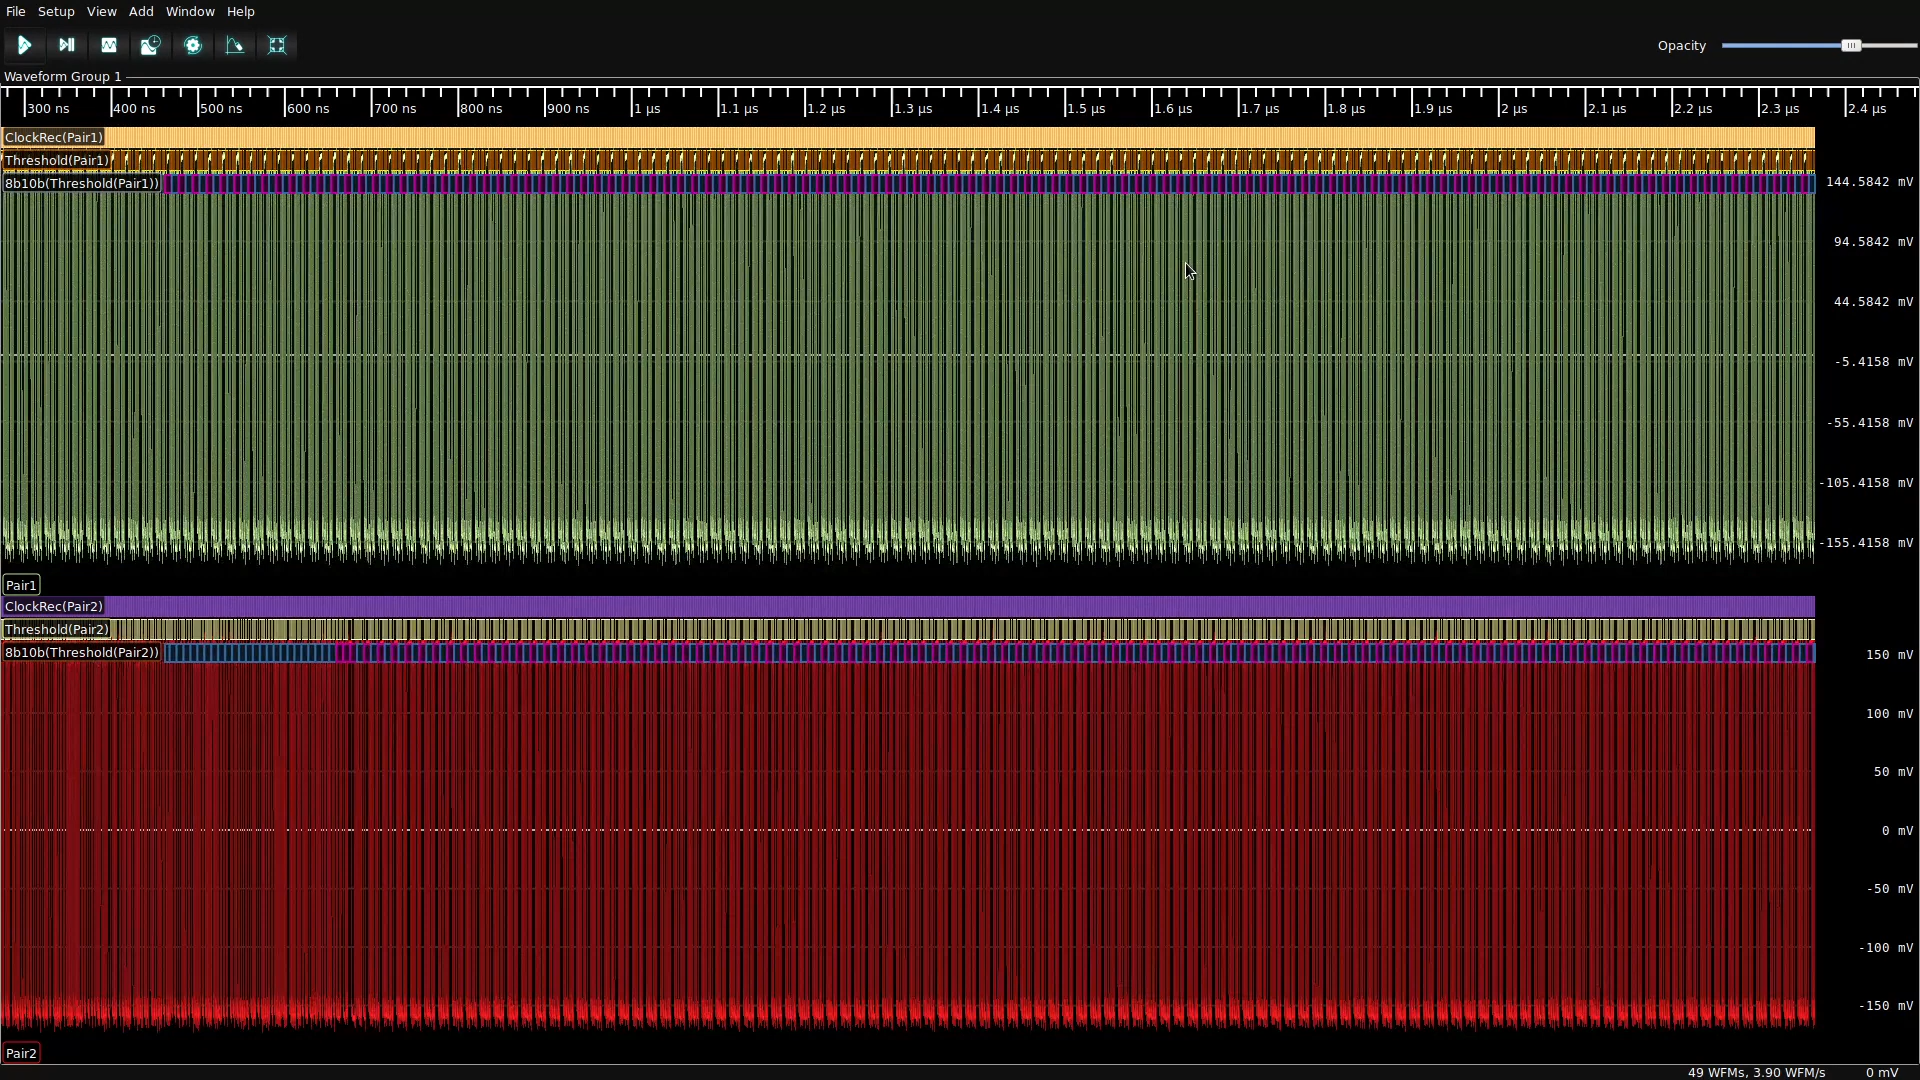 File Setup View Add Window Help
Opacity
Waveform Group 1
300 ns 400 ns 500 ns 600 ns 700 ns 800 ns 900 ns 1 µs 1.1 µs 1.2 µs 1.3 µs 1.4 µs 1.5 µs 1.6 µs 1.7 µs 1.8 µs 1.9 µs 2 µs 2.1 µs 2.2 µs 2.3 µs 2.4 µs
ClockRec(Pair1)
Threshold(Pair1)
8b10b(Threshold(Pair1))
144.5842 mV
94.5842 mV
44.5842 mV
-5.4158 mV
-55.4158 mV
-105.4158 mV
-155.4158 mV
Pair1
ClockRec(Pair2)
Threshold(Pair2)
8b10b(Threshold(Pair2))
150 mV
100 mV
50 mV
0 mV
-50 mV
-100 mV
-150 mV
Pair2
49 WFMs, 3.90 WFM/s 0 mV